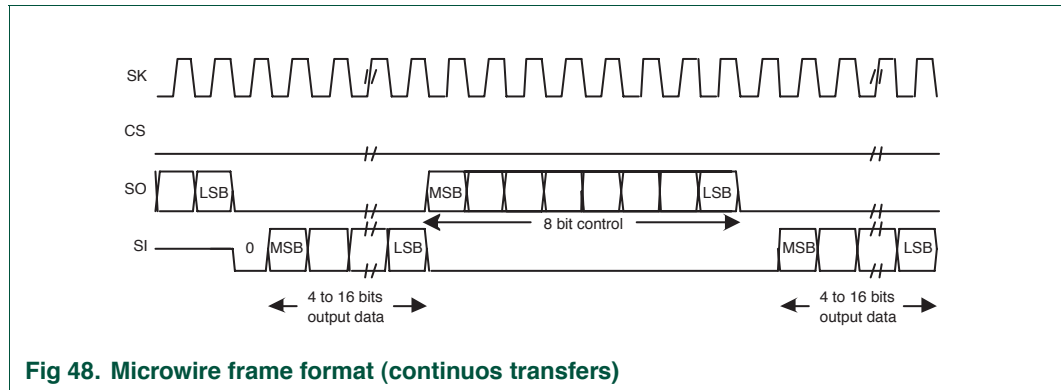 SK
CS
SO
LSB
MSB
LSB
8 bit control
SI
0
MSB
LSB
MSB
LSB
4 to 16 bits
output data
4 to 16 bits
output data
Fig 48. Microwire frame format (continuos transfers)